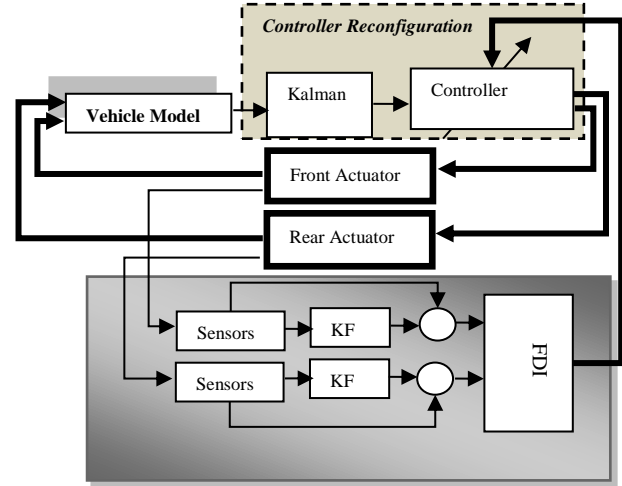 Controller Reconfiguration
Kalman
Controller
Vehicle Model
Front Actuator
Rear Actuator
Sensors
KF
Sensors
KF
FDI